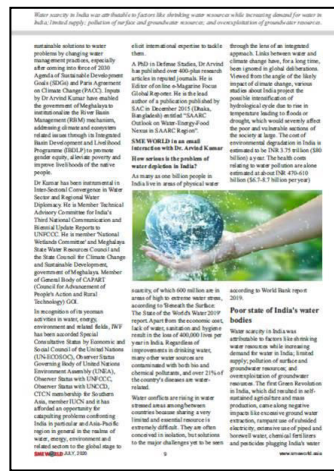 Water scarcity in India was attributable to factors like shrinking water resources while increasing demand for water in
India; limited supply; pollution of surface and groundwater resources; and overexploitation of groundwater resources.
sustainable solutions to water
problems by changing water
management practices, especially
after coming into force of 2030
Agenda of Sustainable Development
Goals (SDGs) and Paris Agreement
on Climate Change (PACC). Inputs
by Dr Arvind Kumar have enabled
the government of Meghalaya to
institutionalize the River Basin
Management (RBM) mechanism
addressing climate and ecosystem
related issues through its Integrated
Basin Development and Livelihood
Programme (IBDLP) to promote
gender equity, alleviate poverty and
improve livelihoods of the native
people.
Dr Kumar has been instrumental in
Inter-Sectoral Convergence in Water
Sector and Regional Water
Diplomacy. He is Member Technical
Advisory Committee for India's
Third National Communication and
Biennial Update Reports to
UNFCCC. He is member 'National
Wetlands Committee' and Meghalaya
State Water Resources Council and
the State Council for Climate Change
and Sustainable Development,
government of Meghalaya. Member
of General Body of CAPART
(Council for Advancement of
People's Action and Rural
Technology) GOI.
In recognition of its yeoman
activities in water, energy,
environment and related fields, IWF
has been accorded Special
Consultative Status by Economic and
Social Council of the United Nations
(UN-ECOSOC), Observer Status
Governing Body of United Nations
Environment Assembly (UNEA),
Observer Status with UNFCCC,
Observer Status with UNCCD,
CTCN membership for Southern
Asia, member IUCN and it has
afforded an opportunity for
catapulting problems confronting
India in particular and Asia-Pacific
region in general in the realms of
water, energy, environment and
related sectors to the global stage to
elicit international expertise to tackle
them.
A PhD in Defense Studies, Dr Arvind
has published over 400-plus research
articles in reputed journals. He is
Editor of online e-Magazine Focus
Global Reporter. He is the lead
author of a publication published by
SAC in December 2015 (Dhaka,
Bangladesh) entitled "SAARC
Outlook on Water-Energy-Food
Nexus in SAARC Region".
SME WORLD in an email
interaction with Dr. Arvind Kumar
How serious is the problem of
water depletion in India?
As many as one billion people in
India live in areas of physical water
scarcity, of which 600 million are in
areas of high to extreme water stress,
according to 'Beneath the Surface:
The State of the World's Water 2019'
report. Apart from the economic cost,
lack of water, sanitation and hygiene
result in the loss of 400,000 lives per
year in India. Regardless of
improvements in drinking water,
many other water sources are
contaminated with both bio and
chemical pollutants, and over 21% of
the country's diseases are water-
related.
Water conflicts are rising in water
stressed areas among/between
countries because sharing a very
limited and essential resource is
extremely difficult. They are often
conceived in isolation, but solutions
to the major challenges yet to be seen
through the lens of an integrated
approach. Links between water and
climate change have, for a long time,
been ignored in global deliberations.
Viewed from the angle of the likely
impact of climate change, various
studies about India project the
possible intensification of
hydrological cycle due to rise in
temperature leading to floods or
drought, which would severely affect
the poor and vulnerable sections of
the society at large. The cost of
environmental degradation in India is
estimated to be INR 3.75 trillion ($80
billion) a year. The health costs
relating to water pollution are alone
estimated at about INR 470-610
billion ($6.7-8.7 billion per year)
according to World Bank report
2019.
Poor state of India's water
bodies
Water scarcity in India was
attributable to factors like shrinking
water resources while increasing
demand for water in India; limited
supply; pollution of surface and
groundwater resources; and
overexploitation of groundwater
resources. The first Green Revolution
in India, which did resulted in self-
sustained agriculture and mass
production, came along negative
impacts like excessive ground water
extraction, rampant use of subsided
electricity, extensive use of piped and
borewell water, chemical fertilizers
and pesticides plugging funds for a
SME WORLD JULY, 2020
9
www.smeworld.asia